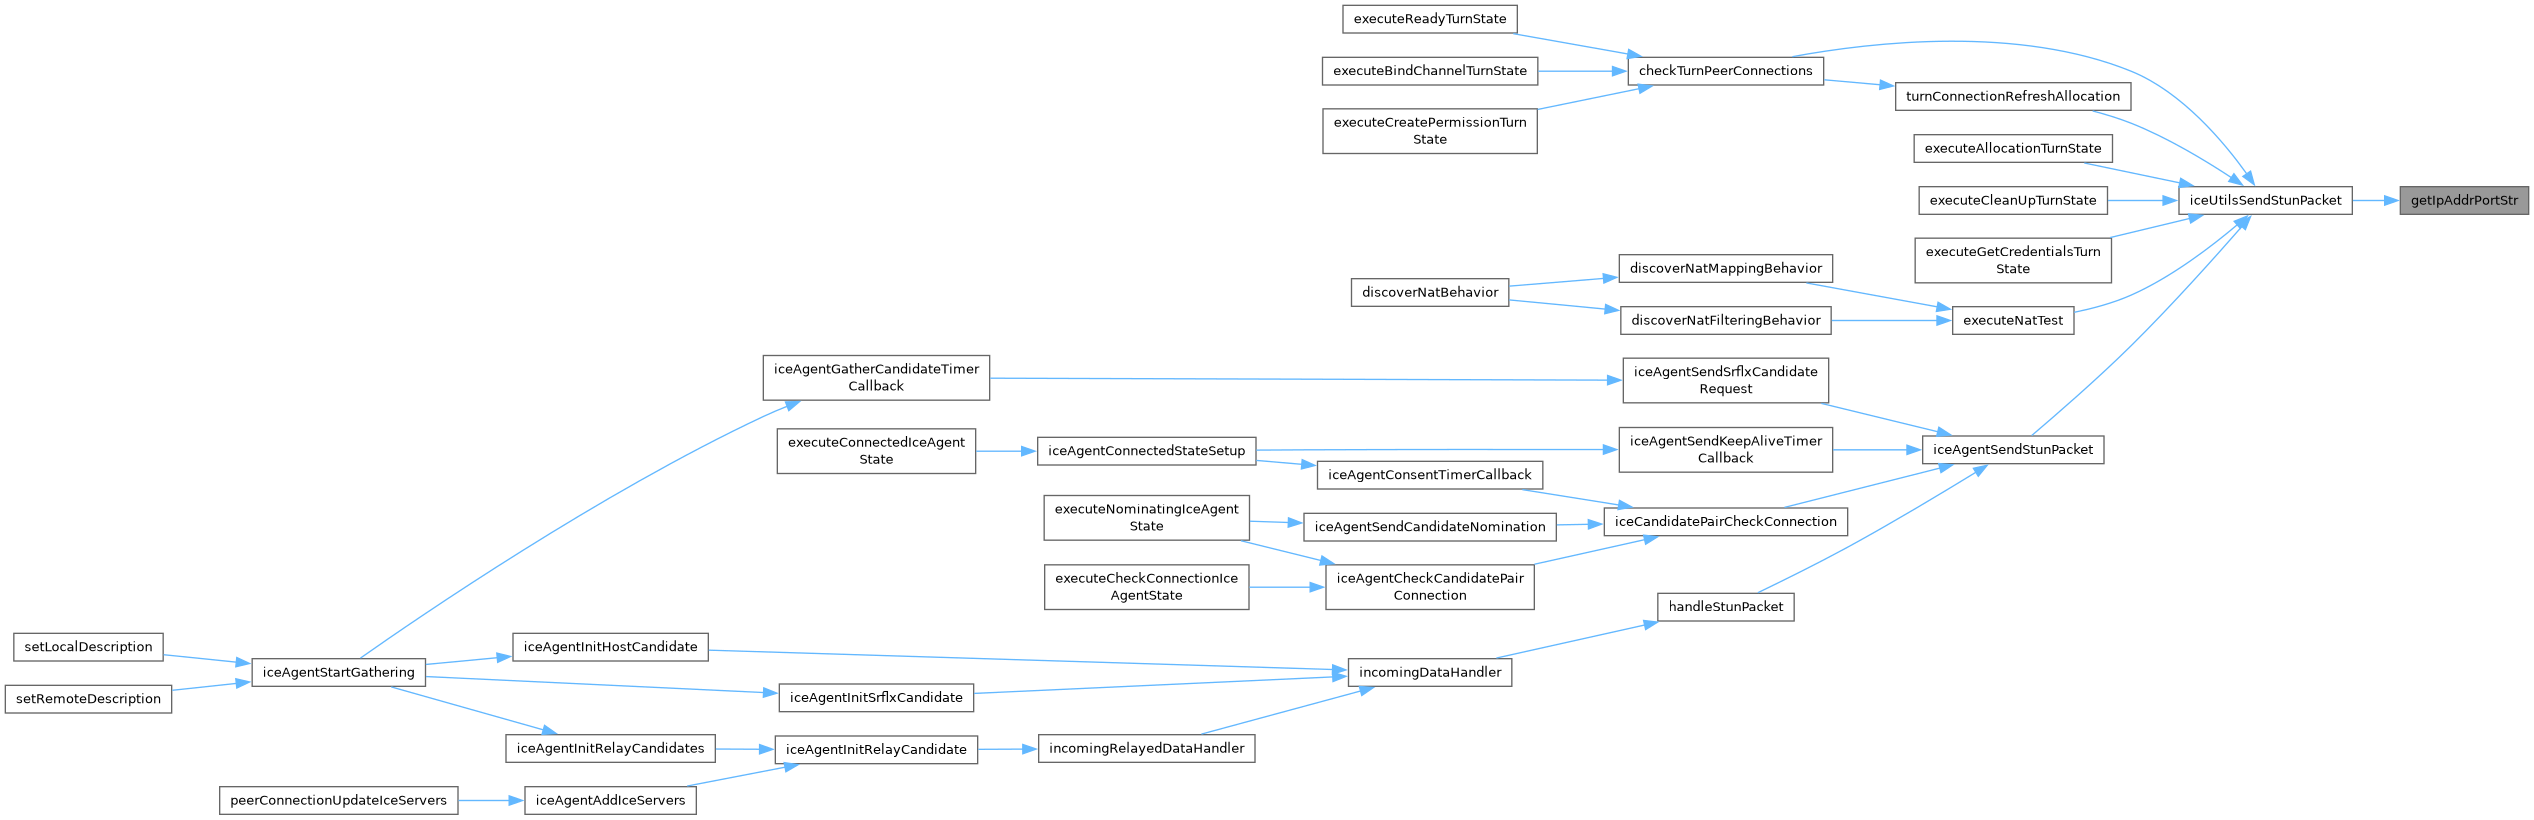 executeReadyTurnState
executeBindChannelTurnState
checkTurnPeerConnections
turnConnectionRefreshAllocation
executeCreatePermissionTurn
State
executeAllocationTurnState
executeCleanUpTurnState
iceUtilsSendStunPacket
getIpAddrPortStr
executeGetCredentialsTurn
State
discoverNatMappingBehavior
discoverNatBehavior
discoverNatFilteringBehavior
executeNatTest
iceAgentGatherCandidateTimer
Callback
iceAgentSendSrflxCandidate
Request
executeConnectedIceAgent
State
iceAgentConnectedStateSetup
iceAgentSendKeepAliveTimer
Callback
iceAgentSendStunPacket
iceAgentConsentTimerCallback
executeNominatingIceAgent
State
iceAgentSendCandidateNomination
iceCandidatePairCheckConnection
executeCheckConnectionIce
AgentState
iceAgentCheckCandidatePair
Connection
handleStunPacket
setLocalDescription
iceAgentInitHostCandidate
iceAgentStartGathering
incomingDataHandler
setRemoteDescription
iceAgentInitSrflxCandidate
iceAgentInitRelayCandidates
iceAgentInitRelayCandidate
incomingRelayedDataHandler
peerConnectionUpdateIceServers
iceAgentAddIceServers